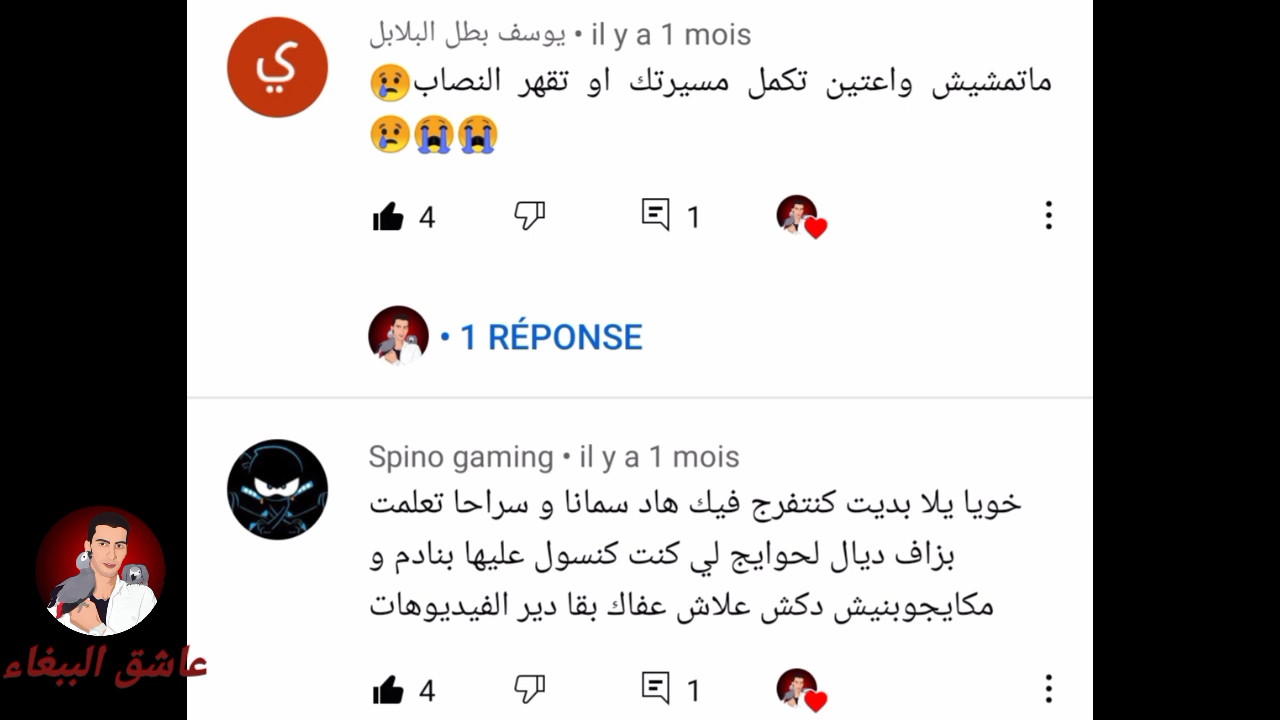 ي
يوسف بطل البلابل • il y a 1 mois
ماتمشيش واعتين تكمل مسيرتك او تقهر النصاب😢
😢😭😭
4
1
• 1 RÉPONSE
Spino gaming • il y a 1 mois
خويا يلا بديت كنتفرج فيك هاد سمانا و سراحا تعلمت
بزاف ديال لحوايج لي كنت كنسول عليها بنادم و
مكايجوبنيش دكش علاش عفاك بقا دير الفيديوهات
4
1
عاشق الببغاء